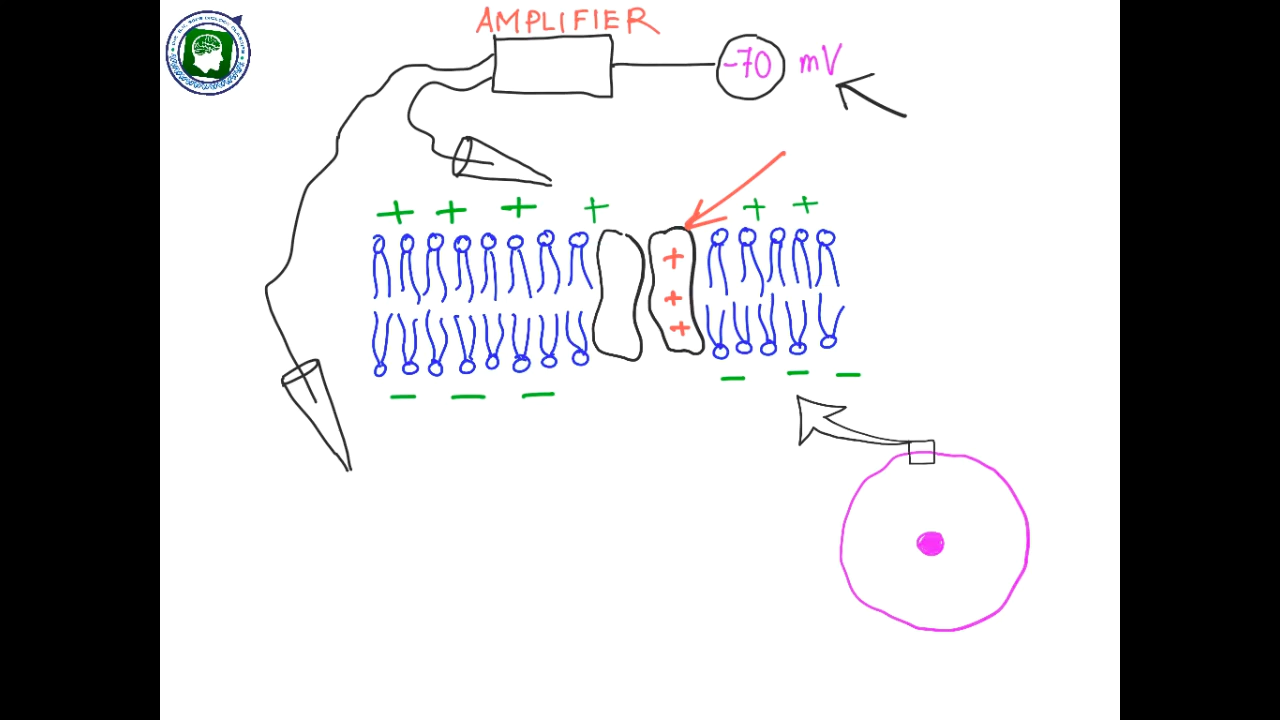 AMPLIFIER
-70 mV
+ + + + + +
+
+
+
- - - - - -